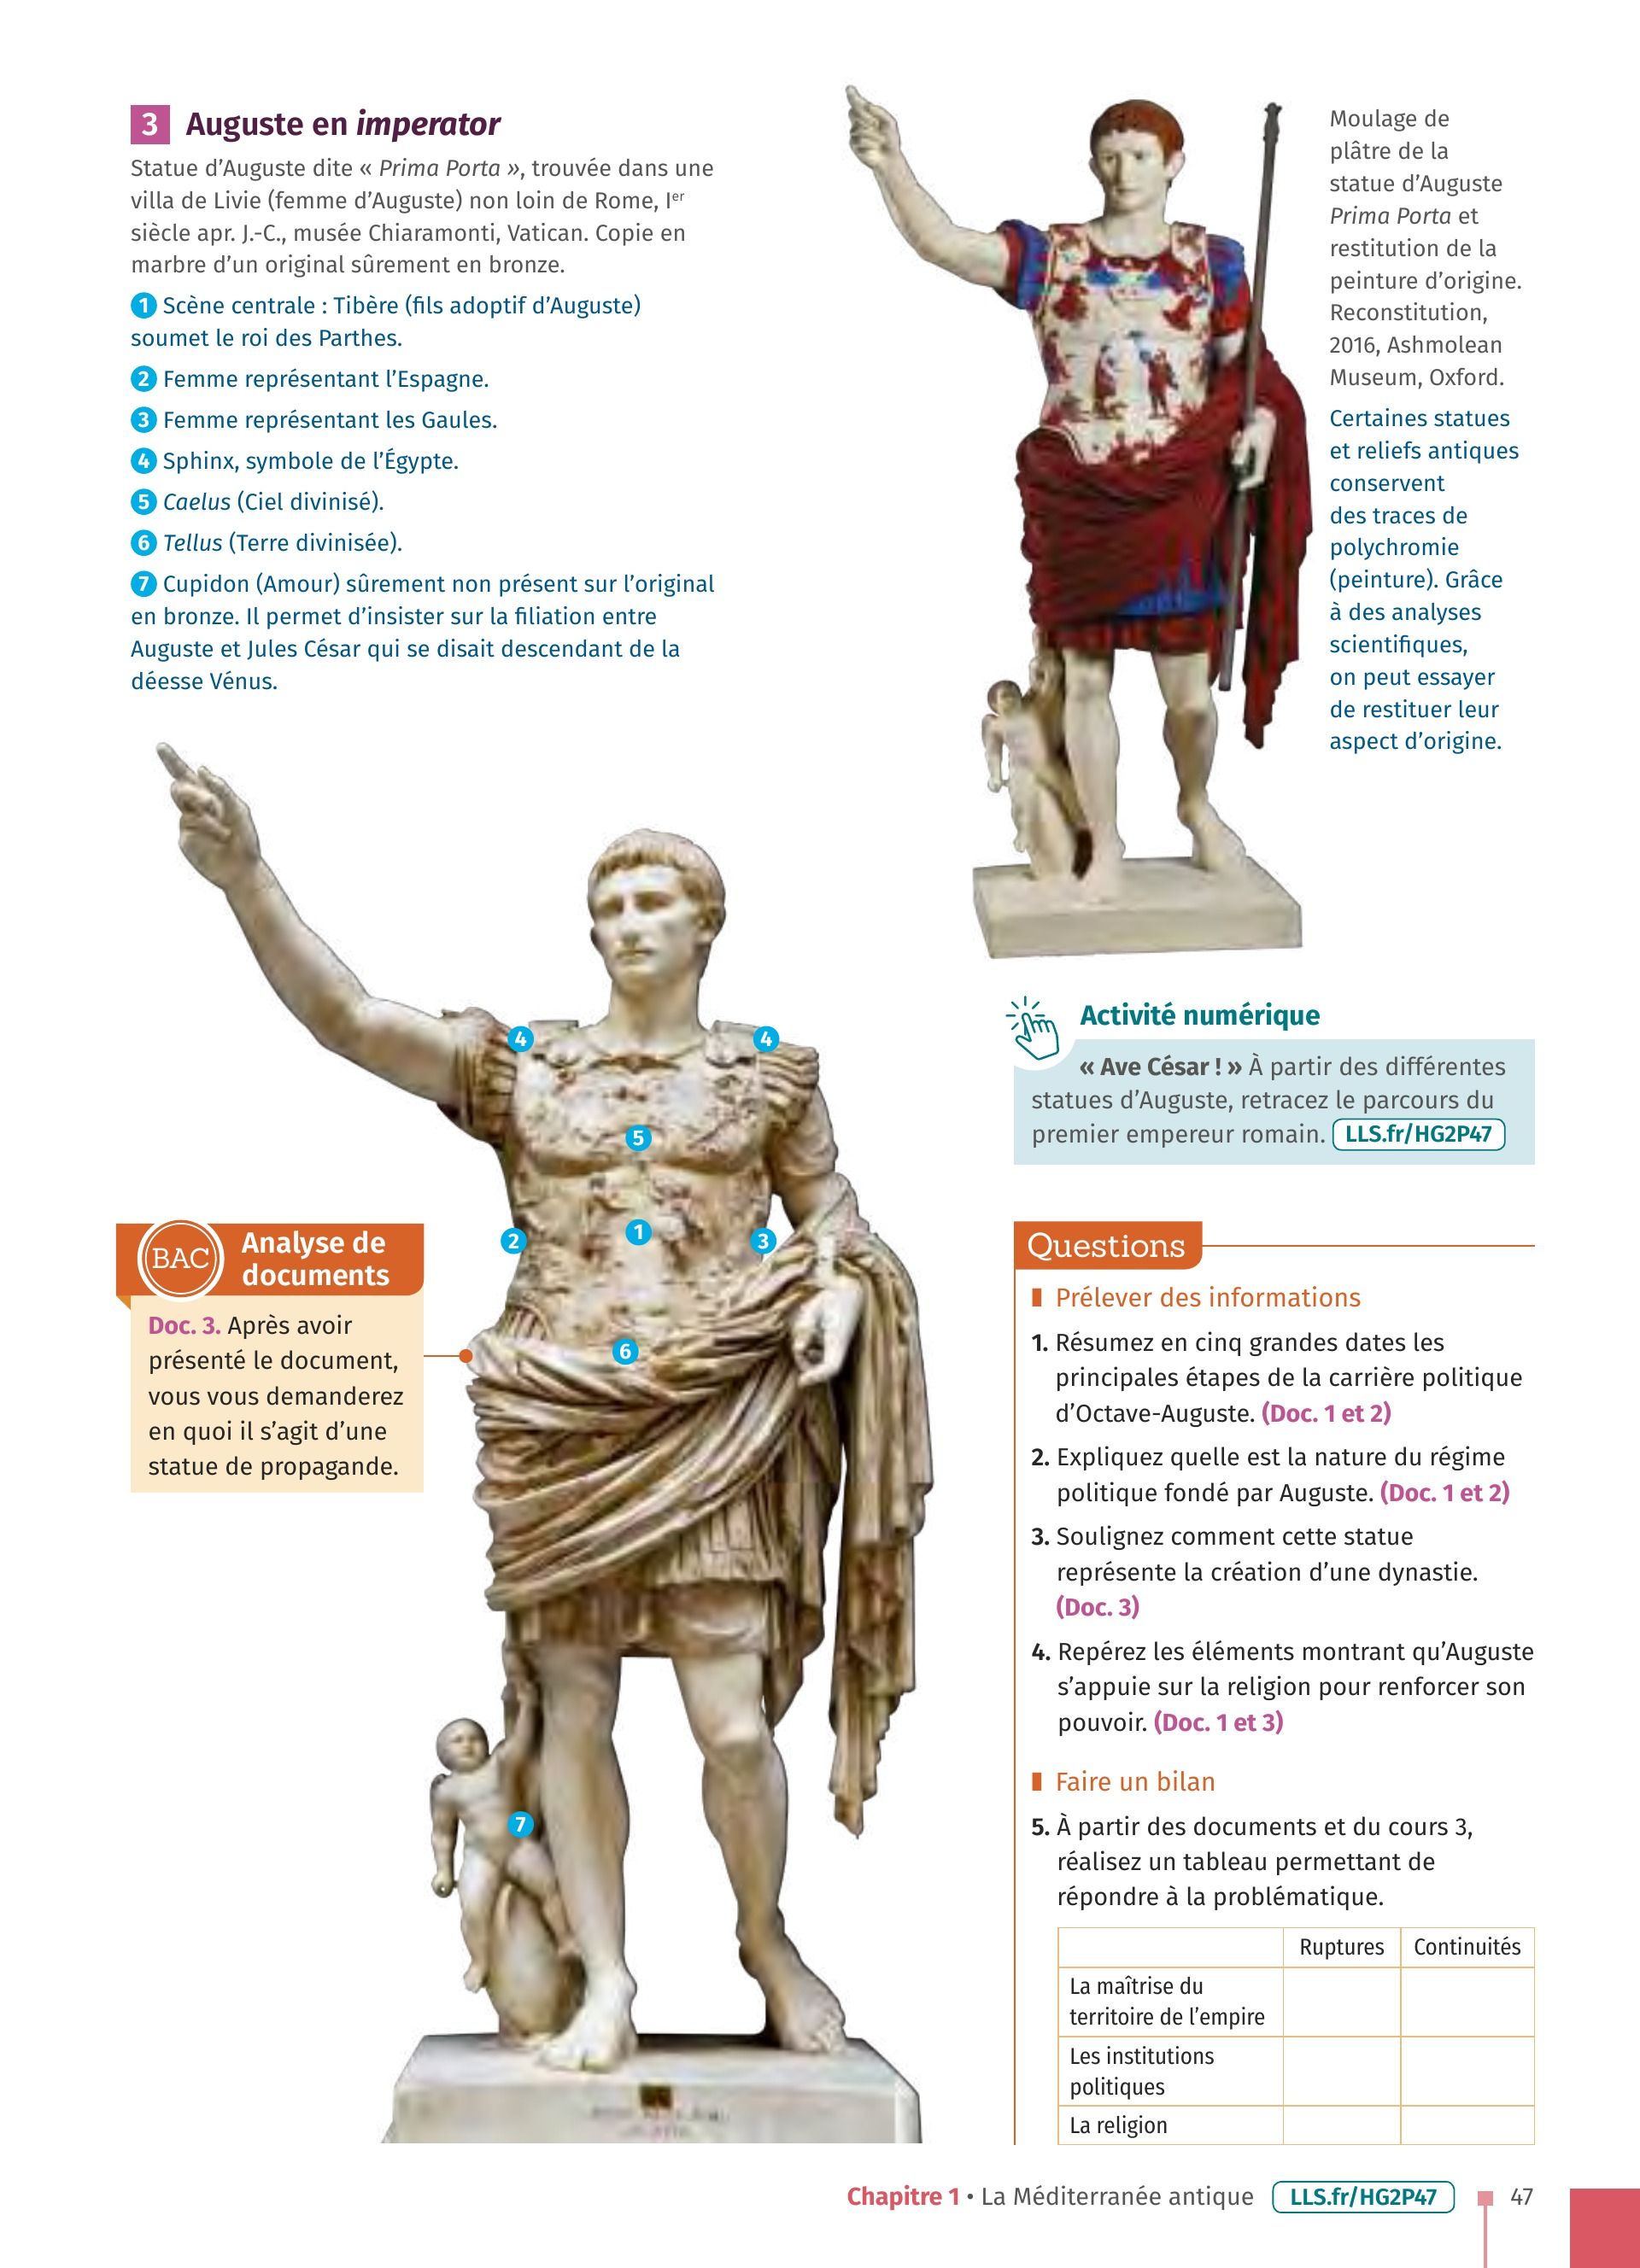 3 Auguste en imperator
Statue d’Auguste dite « Prima Porta », trouvée dans une
villa de Livie (femme d’Auguste) non loin de Rome, Ier
siècle apr. J.-C., musée Chiaramonti, Vatican. Copie en
marbre d’un original sûrement en bronze.
1 Scène centrale : Tibère (fils adoptif d’Auguste)
soumet le roi des Parthes.
2 Femme représentant l’Espagne.
3 Femme représentant les Gaules.
4 Sphinx, symbole de l’Égypte.
5 Caelus (Ciel divinisé).
6 Tellus (Terre divinisée).
7 Cupidon (Amour) sûrement non présent sur l’original
en bronze. Il permet d’insister sur la filiation entre
Auguste et Jules César qui se disait descendant de la
déesse Vénus.
Moulage de
plâtre de la
statue d’Auguste
Prima Porta et
restitution de la
peinture d’origine.
Reconstitution,
2016, Ashmolean
Museum, Oxford.
Certaines statues
et reliefs antiques
conservent
des traces de
polychromie
(peinture). Grâce
à des analyses
scientifiques,
on peut essayer
de restituer leur
aspect d’origine.
4
4
5
2
1
3
6
7
BAC
Analyse de
documents
Doc. 3. Après avoir
présenté le document,
vous vous demanderez
en quoi il s’agit d’une
statue de propagande.
Activité numérique
« Ave César ! » À partir des différentes
statues d’Auguste, retracez le parcours du
premier empereur romain. LLS.fr/HG2P47
Questions
Prélever des informations
1. Résumez en cinq grandes dates les
principales étapes de la carrière politique
d’Octave-Auguste. (Doc. 1 et 2)
2. Expliquez quelle est la nature du régime
politique fondé par Auguste. (Doc. 1 et 2)
3. Soulignez comment cette statue
représente la création d’une dynastie.
(Doc. 3)
4. Repérez les éléments montrant qu’Auguste
s’appuie sur la religion pour renforcer son
pouvoir. (Doc. 1 et 3)
Faire un bilan
5. À partir des documents et du cours 3,
réalisez un tableau permettant de
répondre à la problématique.
Ruptures Continuités
La maîtrise du
territoire de l’empire
Les institutions
politiques
La religion
Chapitre 1 • La Méditerranée antique LLS.fr/HG2P47 47